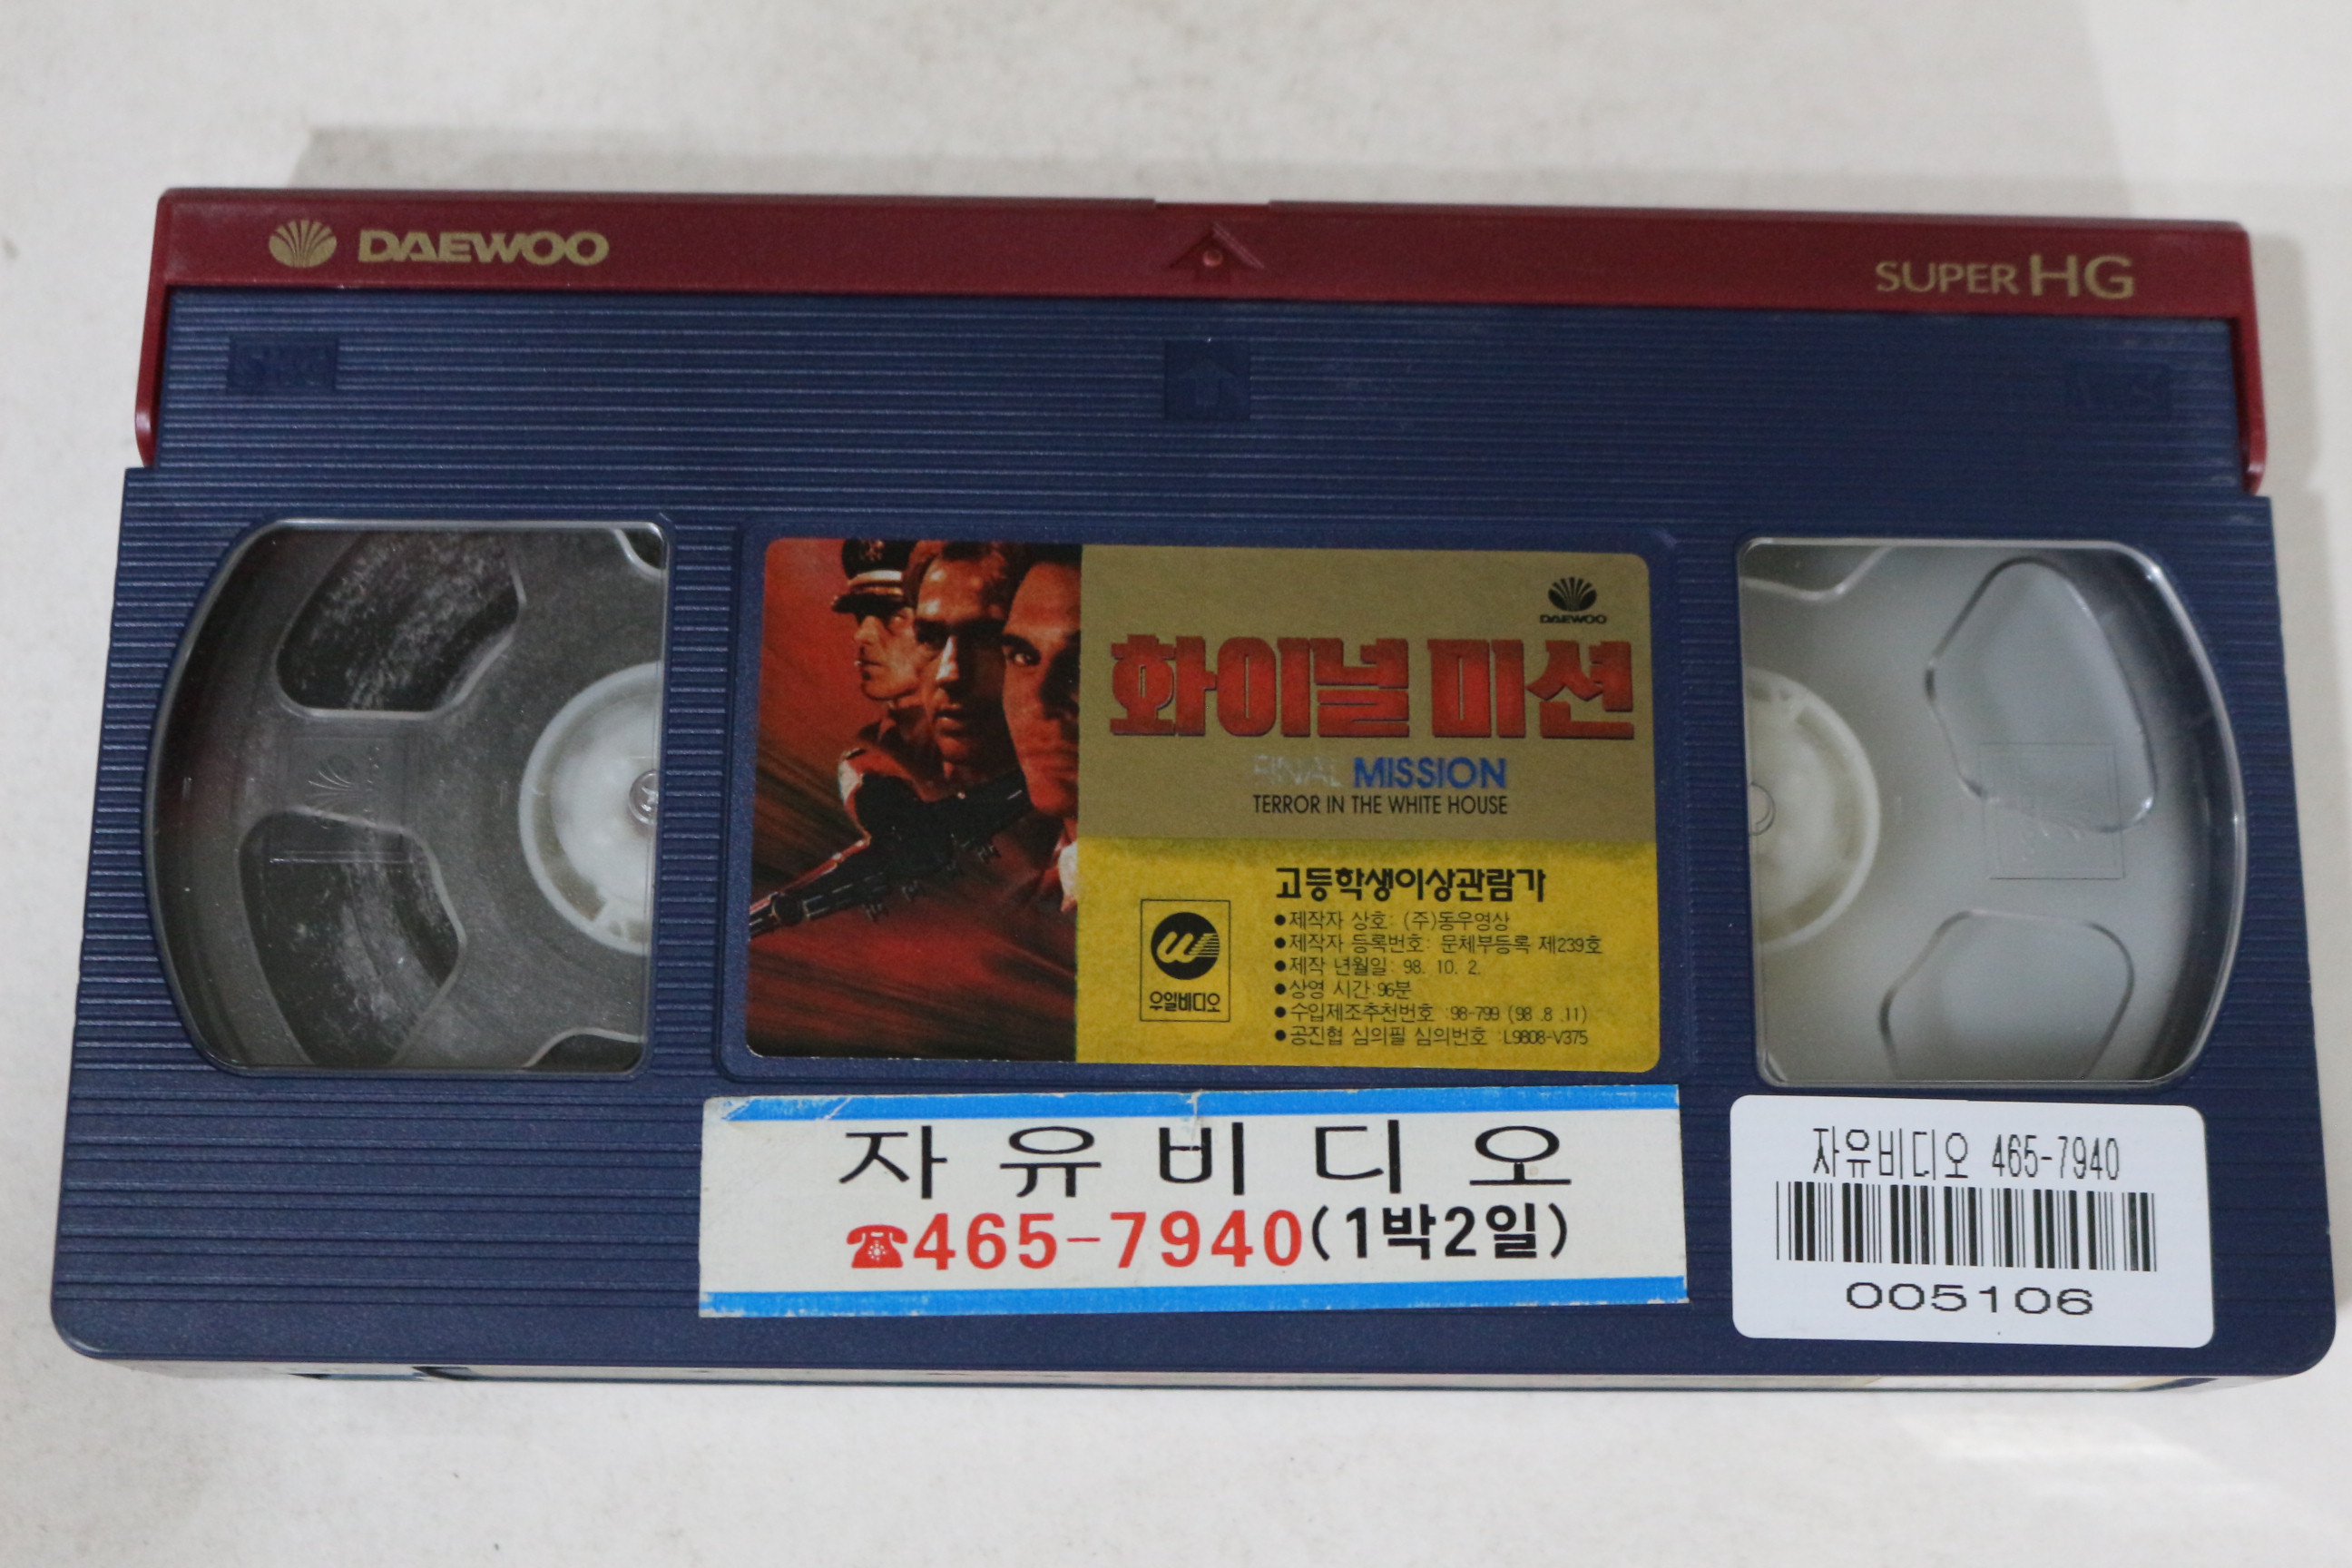 DAEWOO
SUPER HG
DAEWOO
화이널 미션
FINAL MISSION
TERROR IN THE WHITE HOUSE
고등학생이상관람가
●제작자 상호: (주)동우영상
●제작자 등록번호: 문체부등록 제239호
●제작 년월일: 98. 10. 2.
●상영 시간:96분
●수입제조추천번호 :98-799 (98 .8 .11)
●공진협 심의필 심의번호 :L9808-V375
우일비디오
자유비디오
☎465-7940(1박2일)
자유비디오 465-7940
005106